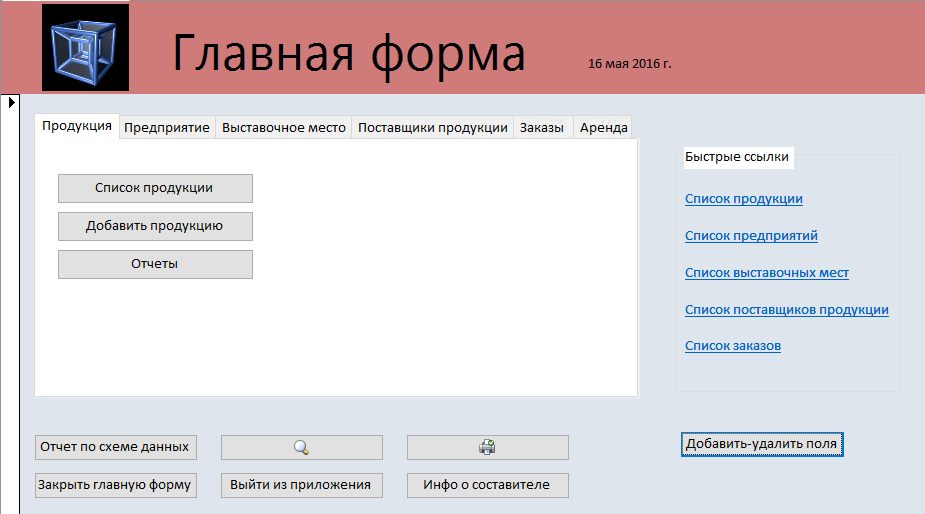 Главная форма
16 мая 2016 г.
Продукция Предприятие Выставочное место Поставщики продукции Заказы Аренда
Список продукции
Добавить продукцию
Отчеты
Быстрые ссылки
Список продукции
Список предприятий
Список выставочных мест
Список поставщиков продукции
Список заказов
Отчет по схеме данных
Добавить-удалить поля
Закрыть главную форму Выйти из приложения Инфо о составителе